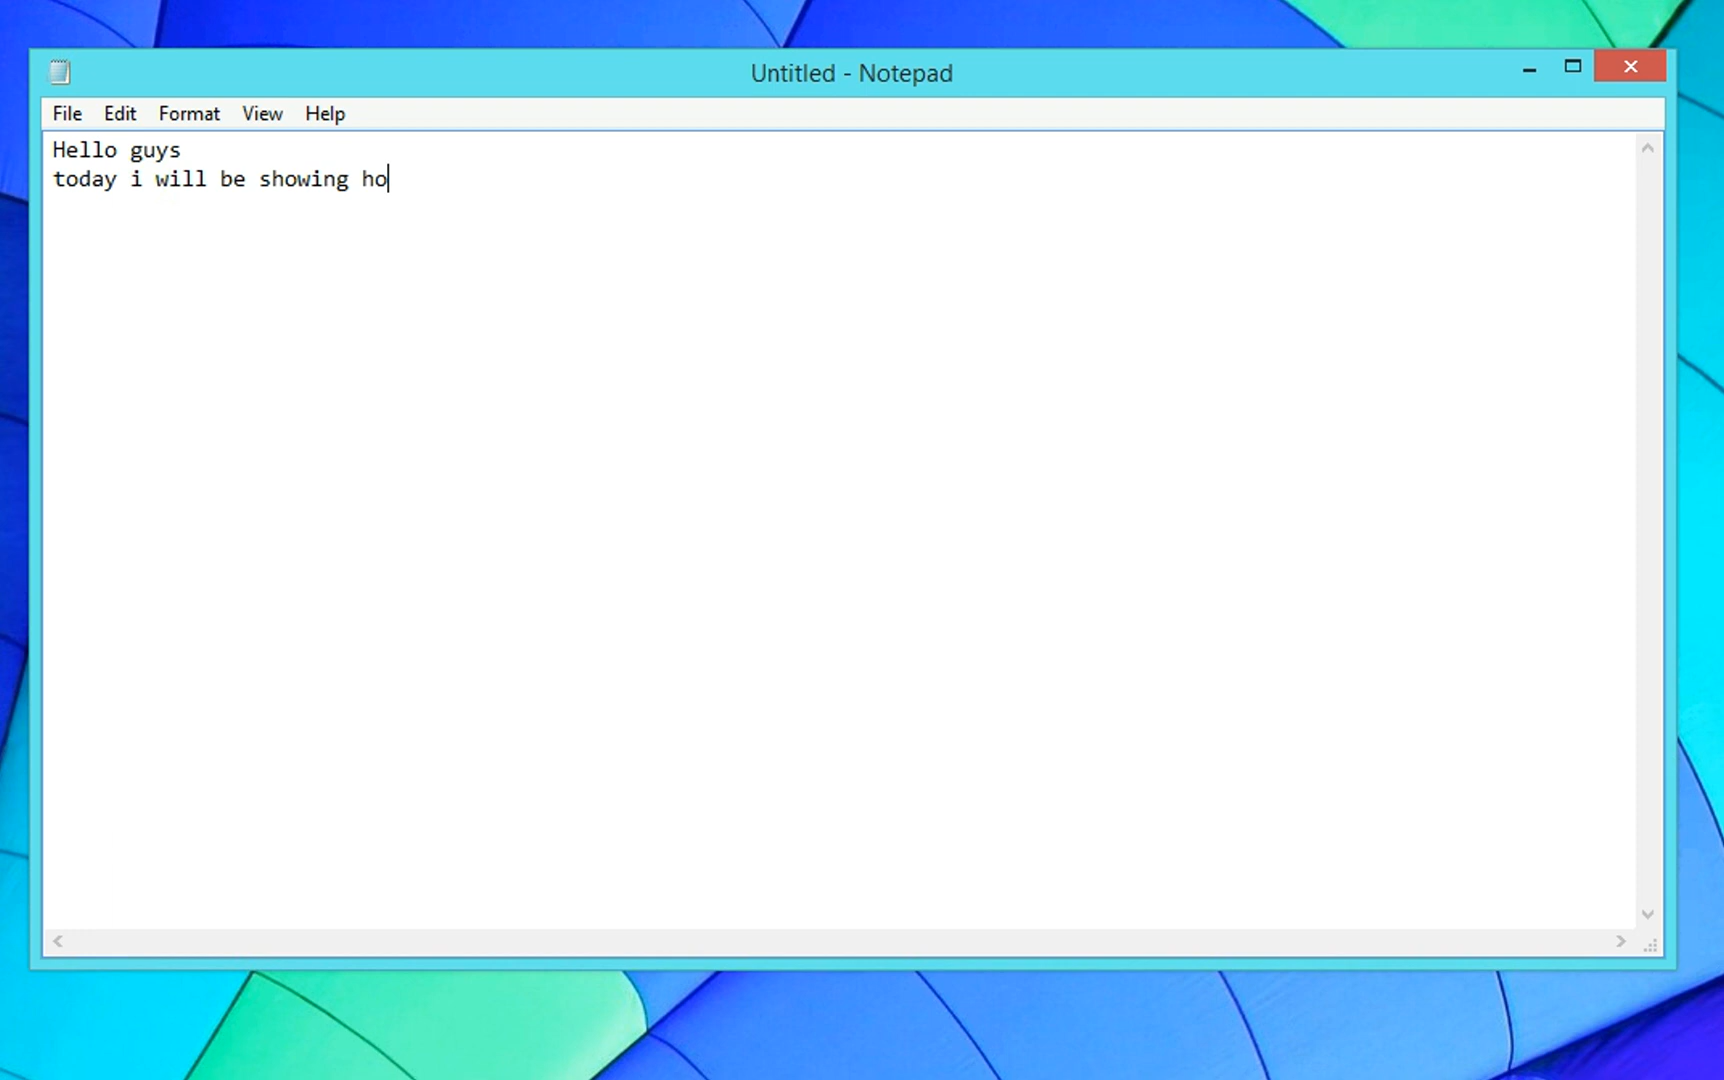 Untitled - Notepad
File Edit Format View Help
Hello guys
today i will be showing ho